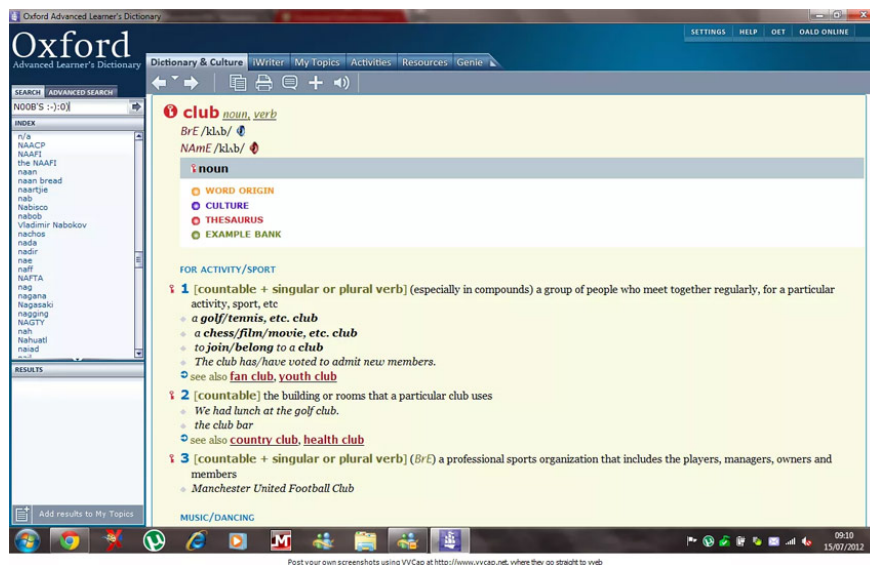 Oxford Advanced Learner's Dictionary
Oxford
Advanced Learner's Dictionary
SETTINGS HELP OET OALD ONLINE
Dictionary & Culture iWriter My Topics Activities Resources Genie
SEARCH ADVANCED SEARCH
N00B'S :-):0)
INDEX
n/a
NAACP
NAAFI
the NAAFI
naan
naan bread
naartjie
nab
Nabisco
nabob
Vladimir Nabokov
nachos
nada
nadir
nae
naff
NAFTA
nag
nagana
Nagasaki
nagging
NAGTY
nah
Nahuatl
naiad
nail
RESULTS
Add results to My Topics
club noun, verb
BrE /klʌb/
NAmE /klʌb/
noun
WORD ORIGIN
CULTURE
THESAURUS
EXAMPLE BANK
FOR ACTIVITY/SPORT
1 [countable + singular or plural verb] (especially in compounds) a group of people who meet together regularly, for a particular
activity, sport, etc
a golf/tennis, etc. club
a chess/film/movie, etc. club
to join/belong to a club
The club has/have voted to admit new members.
see also fan club, youth club
2 [countable] the building or rooms that a particular club uses
We had lunch at the golf club.
the club bar
see also country club, health club
3 [countable + singular or plural verb] (BrE) a professional sports organization that includes the players, managers, owners and
members
Manchester United Football Club
MUSIC/DANCING
09:10
15/07/2012
Post your own screenshots using VVCap at http://www.vvcap.net, where they go straight to web